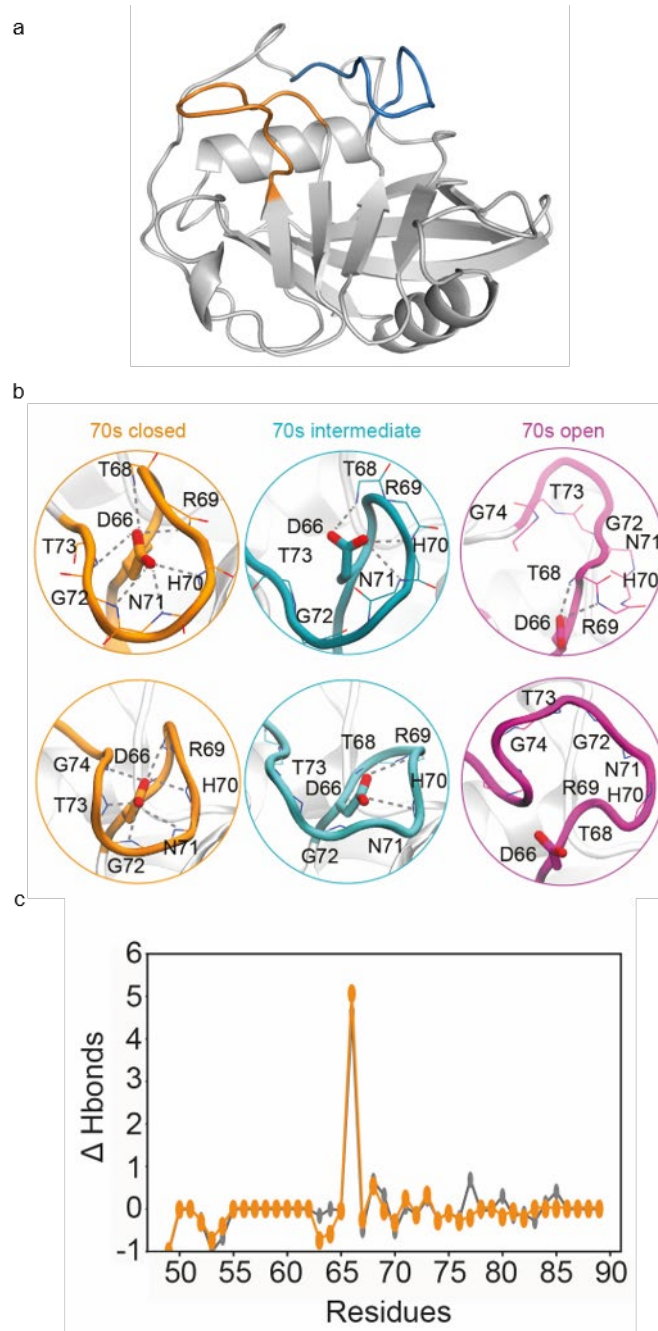 a
b
70s closed 70s intermediate 70s open
T68
R69
D66
T73
H70
G72
N71
T68
R69
D66
T73
H70
N71
G72
T73
G74
G72
N71
T68
H70
D66
R69
R69
G74
D66
H70
T73
N71
G72
R69
T68
T73
D66
H70
G72
N71
T73
G74
G72
N71
R69
H70
T68
D66
c
6
5
4
3
2
1
0
-1
Δ Hbonds
50 55 60 65 70 75 80 85 90
Residues